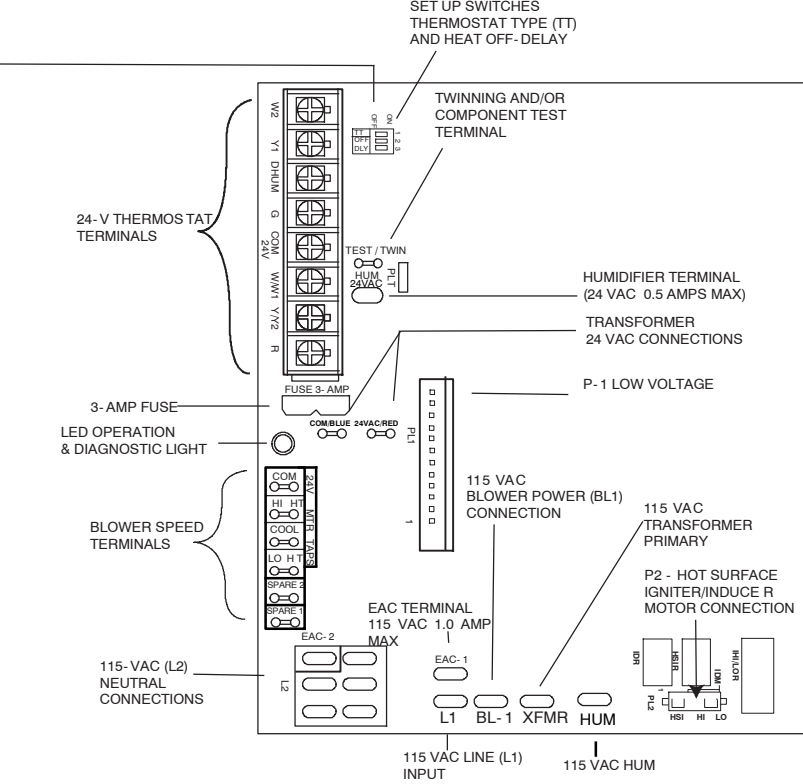 SET UP SWITCHES
THERMOSTAT TYPE (TT)
AND HEAT OFF- DELAY
TWINNING AND/OR
COMPONENT TEST
TERMINAL
W2
Y1
DHUM
G
COM
24V
W/W1
Y/Y2
R
OFF
ON
TT
OFF
DLY
1
2
3
24- V THERMOS TAT
TERMINALS
TEST / TWIN
HUM
24VAC
PLT
HUMIDIFIER TERMINAL
(24 VAC 0.5 AMPS MAX)
TRANSFORMER
24 VAC CONNECTIONS
P- 1 LOW VOLTAGE
FUSE 3- AMP
3- AMP FUSE
COM/BLUE 24VAC/RED
PL1
1
LED OPERATION
& DIAGNOSTIC LIGHT
COM
HI HT
COOL
LO H T
SPARE 2
SPARE 1
24V MTR TAPS
BLOWER SPEED
TERMINALS
115 VAC
BLOWER POWER (BL1)
CONNECTION
115 VAC
TRANSFORMER
PRIMARY
P2 - HOT SURFACE
IGNITER/INDUCE R
MOTOR CONNECTION
EAC TERMINAL
115 VAC 1.0 AMP
MAX
EAC- 2
EAC- 1
L2
115- VAC (L2)
NEUTRAL
CONNECTIONS
L1
BL- 1
XFMR
HUM
IDR
HSIR
IDM
IHI/LOR
PL2
1
HSI
HI
LO
115 VAC LINE (L1)
INPUT
115 VAC HUM